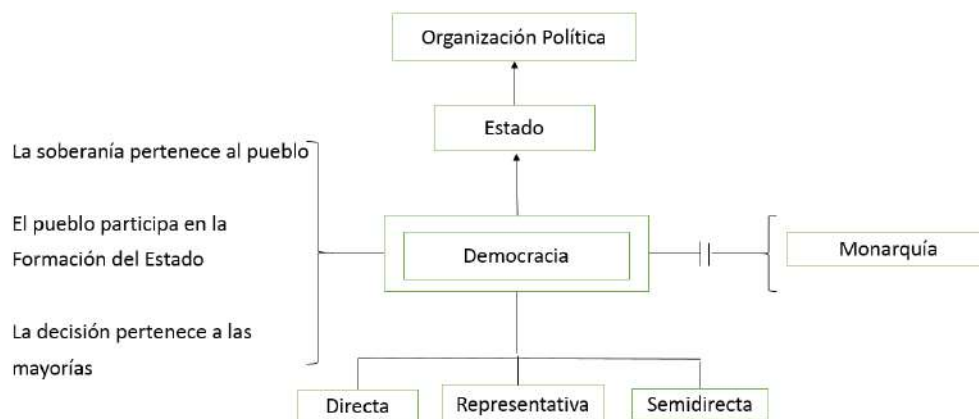 Organización Política
Estado
La soberanía pertenece al pueblo
El pueblo participa en la
Formación del Estado
La decisión pertenece a las
mayorías
Democracia
Monarquía
Directa
Representativa
Semidirecta